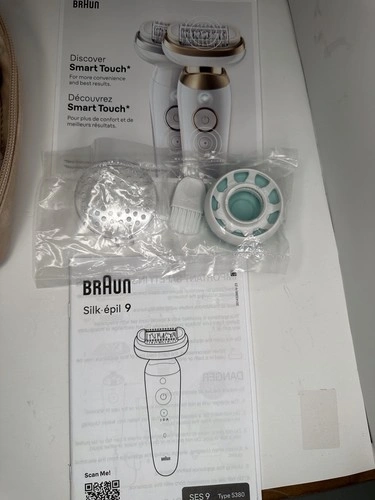 BRAUN
Discover
Smart Touch*
For more convenience
and best results.
Découvrez
Smart Touch*
Pour plus de confort et de
meilleurs résultats.
BRAUN
Silk·épil 9
Scan Me!
SES 9 Type 5380